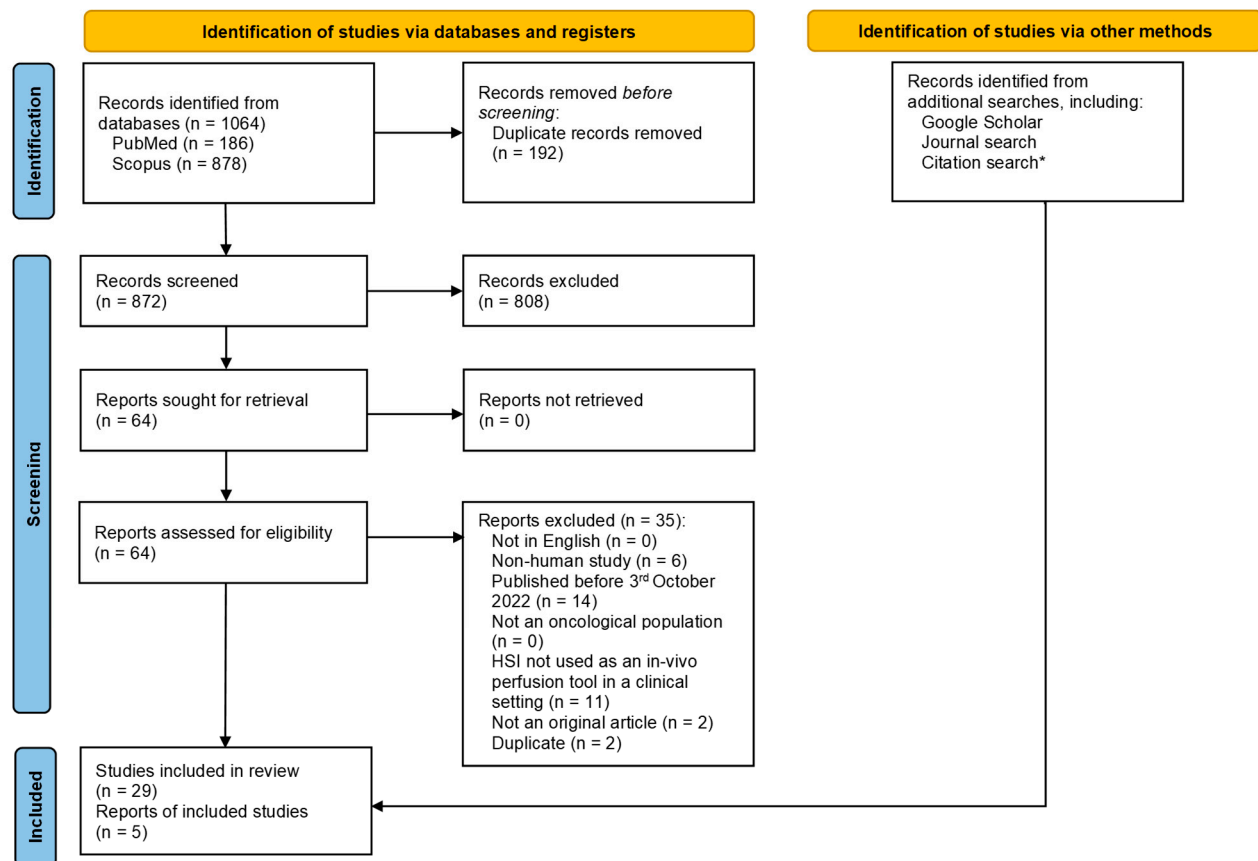 Identification of studies via databases and registers
Identification of studies via other methods
Identification
Records identified from
databases (n = 1064)
PubMed (n = 186)
Scopus (n = 878)
Records removed before
screening:
Duplicate records removed
(n = 192)
Records identified from
additional searches, including:
Google Scholar
Journal search
Citation search*
Screening
Records screened
(n = 872)
Records excluded
(n = 808)
Reports sought for retrieval
(n = 64)
Reports not retrieved
(n = 0)
Reports assessed for eligibility
(n = 64)
Reports excluded (n = 35):
Not in English (n = 0)
Non-human study (n = 6)
Published before 3rd October
2022 (n = 14)
Not an oncological population
(n = 0)
HSI not used as an in-vivo
perfusion tool in a clinical
setting (n = 11)
Not an original article (n = 2)
Duplicate (n = 2)
Included
Studies included in review
(n = 29)
Reports of included studies
(n = 5)